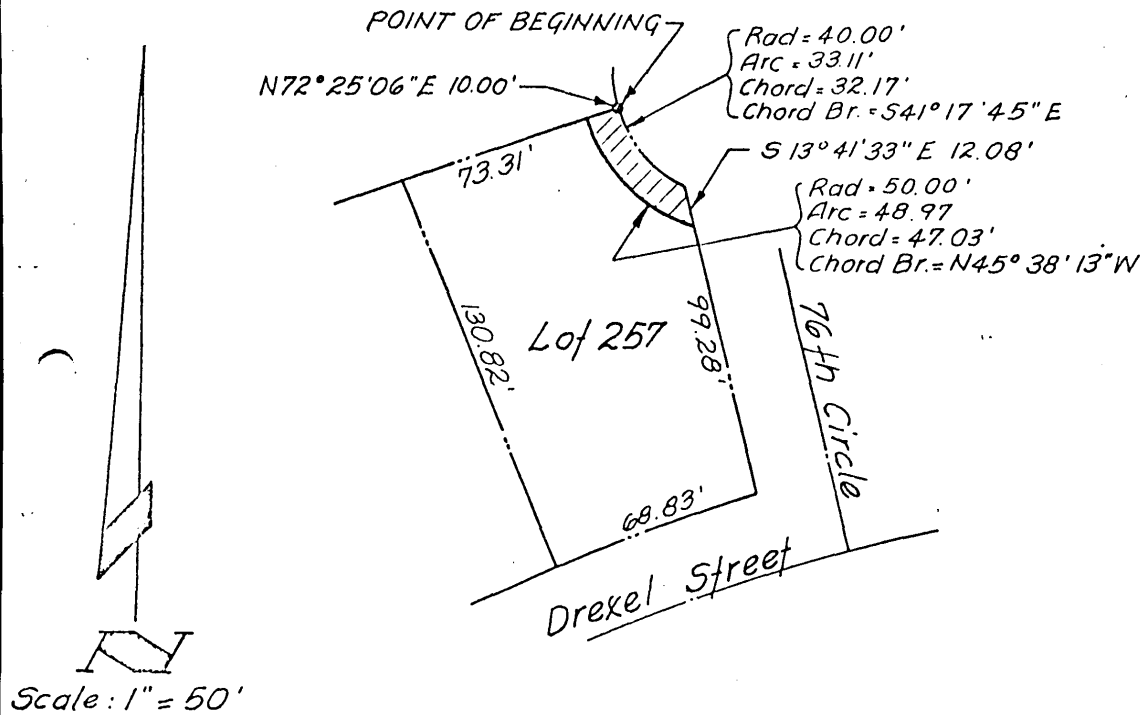 POINT OF BEGINNING
N72°25'06"E 10.00'
Rad = 40.00'
Arc = 33.11'
Chord = 32.17'
Chord Br. = S41°17'45" E
S 13°41'33" E 12.08'
73.31'
Rad = 50.00'
Arc = 48.97
Chord = 47.03'
Chord Br. = N45°38'13"W
130.82'
Lot 257
99.28'
76th Circle
68.83'
Drexel Street
N
Scale: 1" = 50'